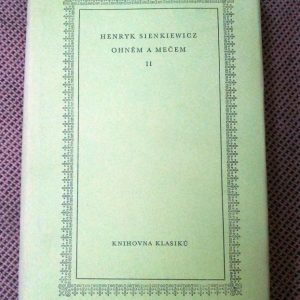 HENRYK SIENKIEWICZ
OHNĚM A MEČEM
II
KNIHOVNA KLASIKŮ